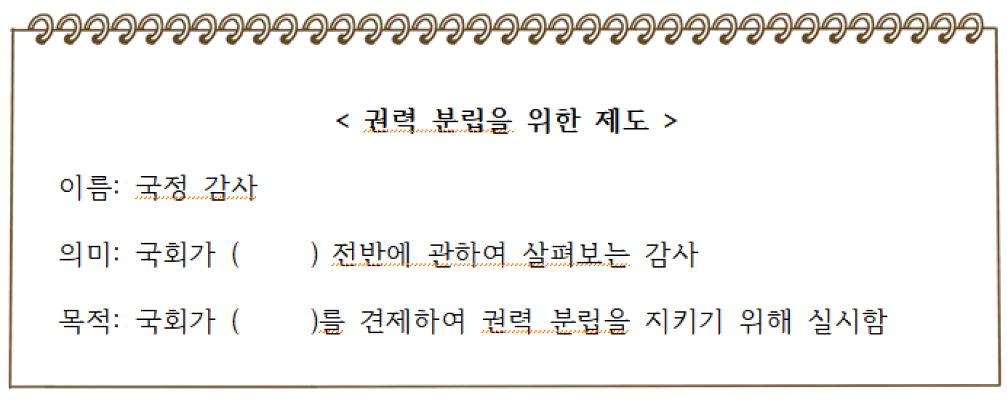 < 권력 분립을 위한 제도 >
이름: 국정 감사
의미: 국회가 (     ) 전반에 관하여 살펴보는 감사
목적: 국회가 (     )를 견제하여 권력 분립을 지키기 위해 실시함